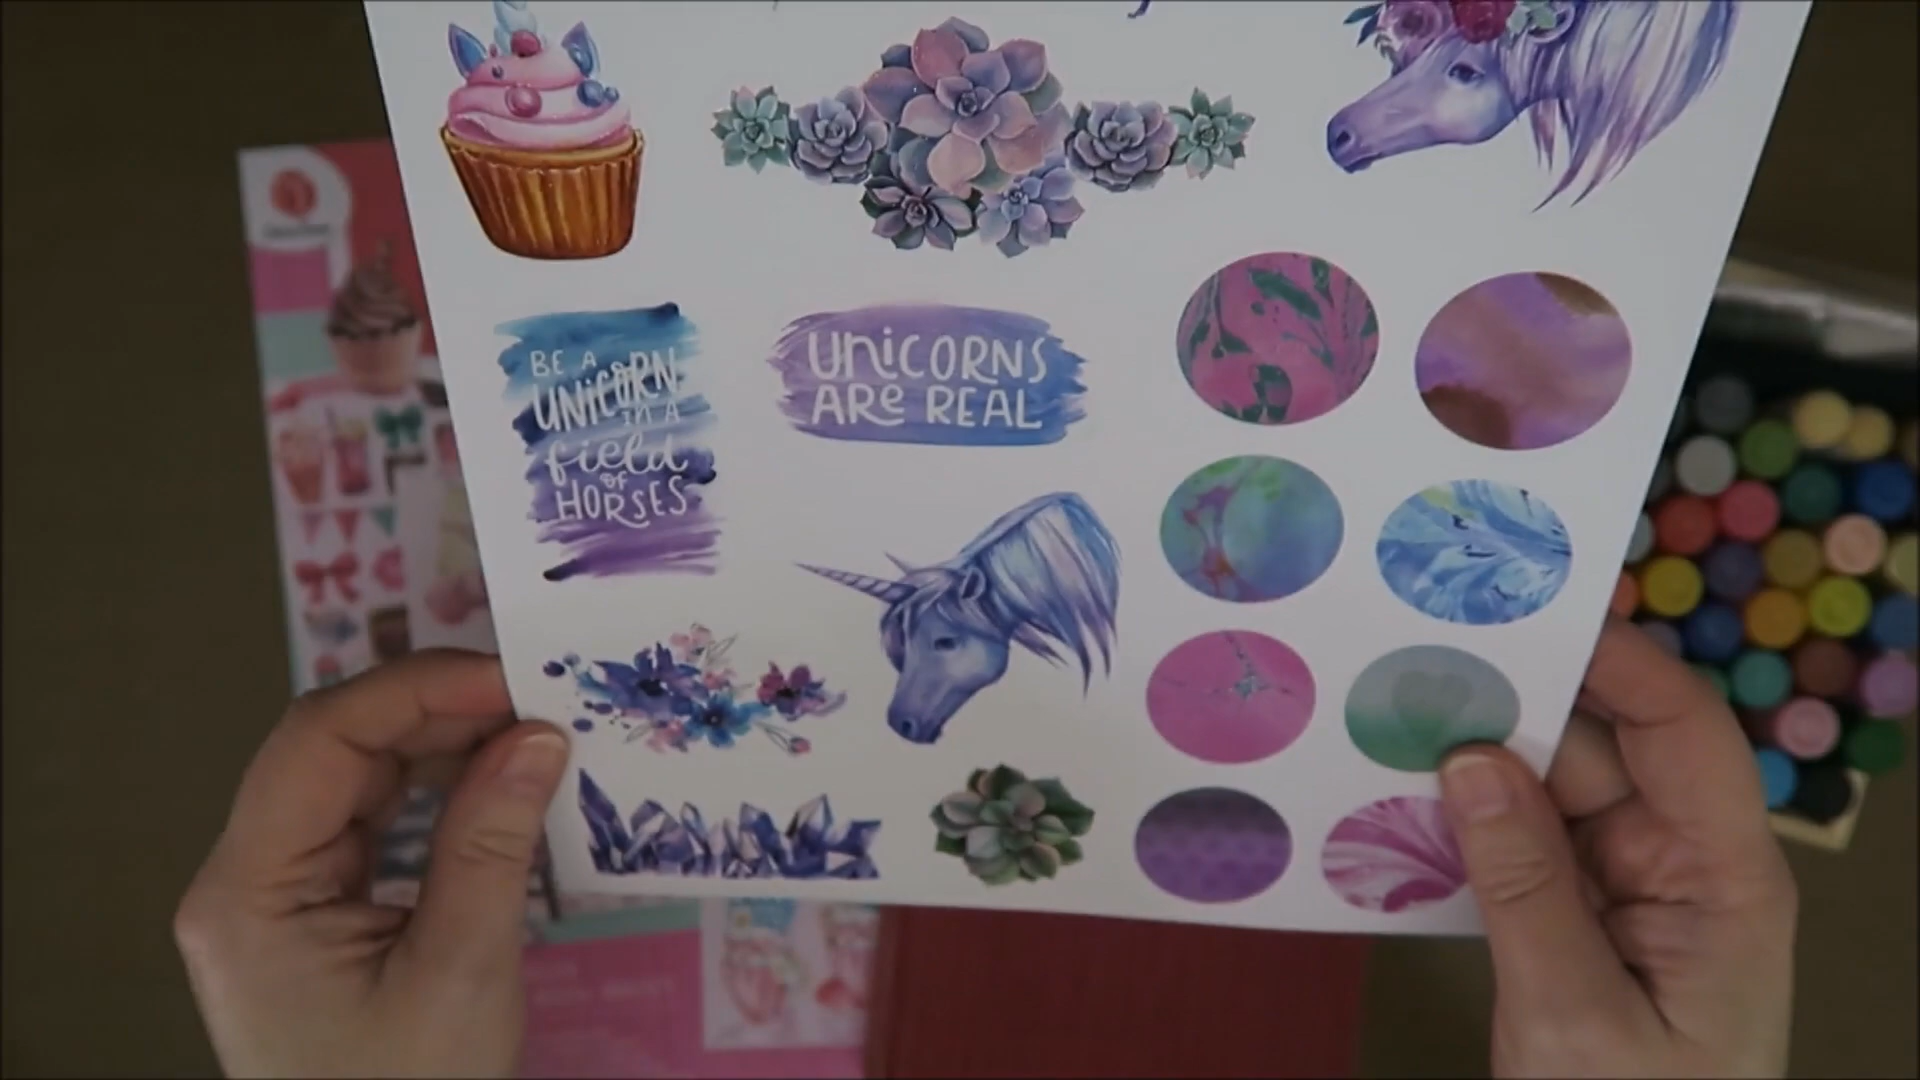 BE A
UNICORN
IN A
field
OF
HORSES
UNICORNS
ARE REAL